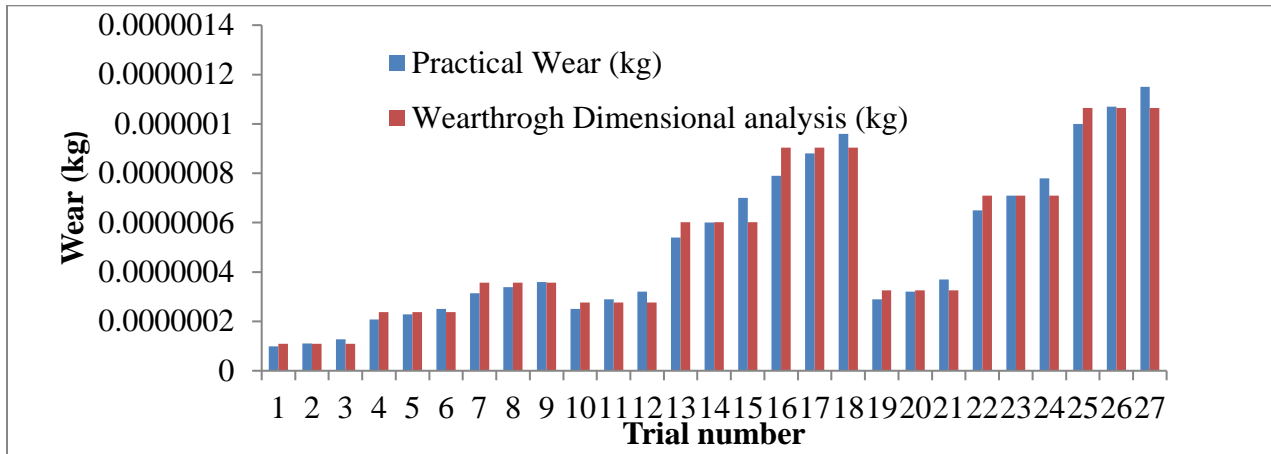 0.0000014
0.0000012
0.000001
0.0000008
0.0000006
0.0000004
0.0000002
0
Wear (kg)
Practical Wear (kg)
Wearthrogh Dimensional analysis (kg)
1 2 3 4 5 6 7 8 9 10 11 12 13 14 15 16 17 18 19 20 21 22 23 24 25 26 27
Trial number